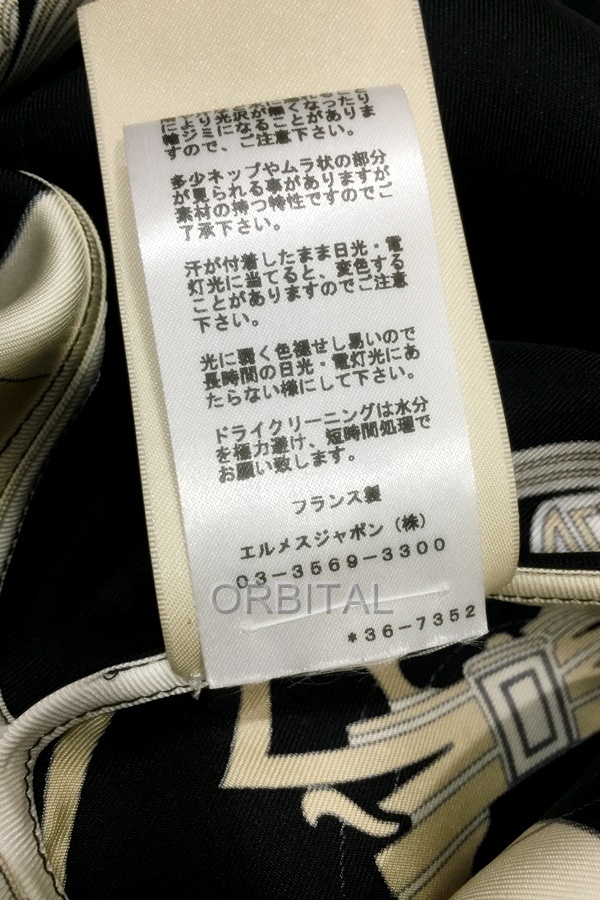 により光沢が無くなったり
輪ジミになることがありま
すので、ご注意下さい。
多少ネップやムラ状の部分
が見られる事がありますが
素材の持つ特性ですのでご
了承下さい。
汗が付着したまま日光・電
灯光に当てると、変色する
ことがありますのでご注意
下さい。
光に弱く色褪せし易いので
長時間の日光・電灯光にあ
たらない様にして下さい。
ドライクリーニングは水分
を極力避け、短時間処理で
お願い致します。
フランス製
エルメスジャポン（株）
03-3569-3300
ORBITAL
*36-7352